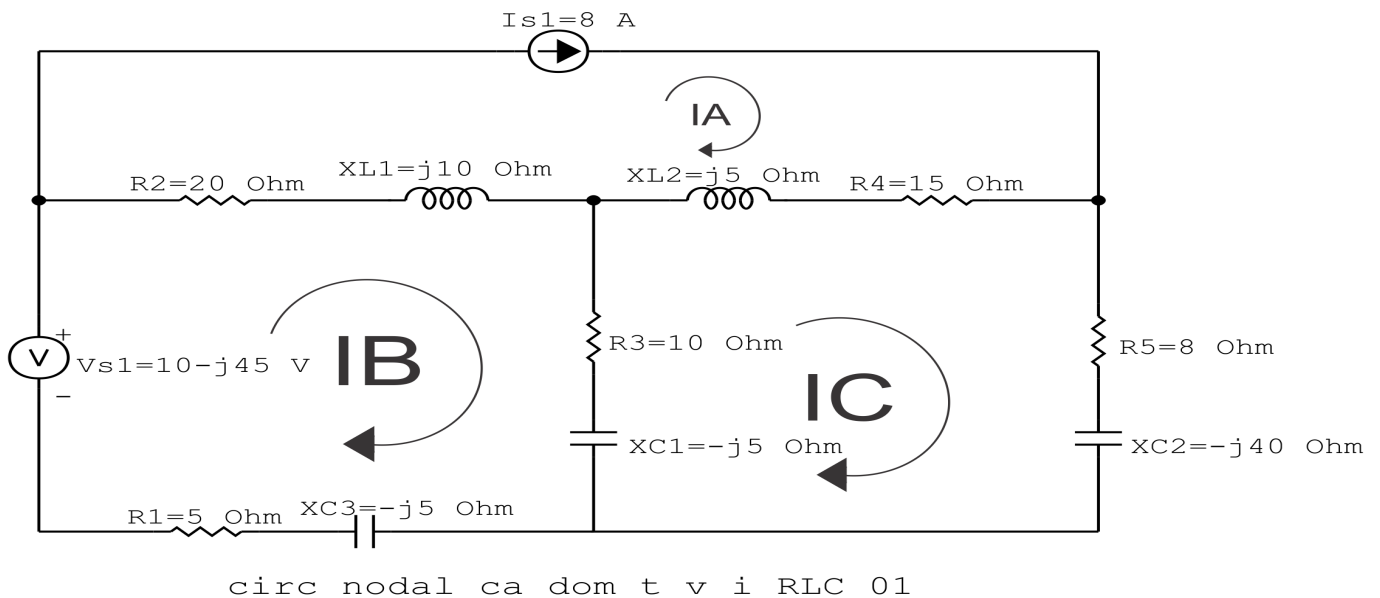 Is1=8 A
IA
XL1=j10 Ohm
XL2=j5 Ohm
R2=20 Ohm
R4=15 Ohm
+
V
Vs1=10-j45 V
-
IB
R3=10 Ohm
R5=8 Ohm
IC
XC1=-j5 Ohm
XC2=-j40 Ohm
R1=5 Ohm
XC3=-j5 Ohm
circ nodal ca dom t v i RLC 01